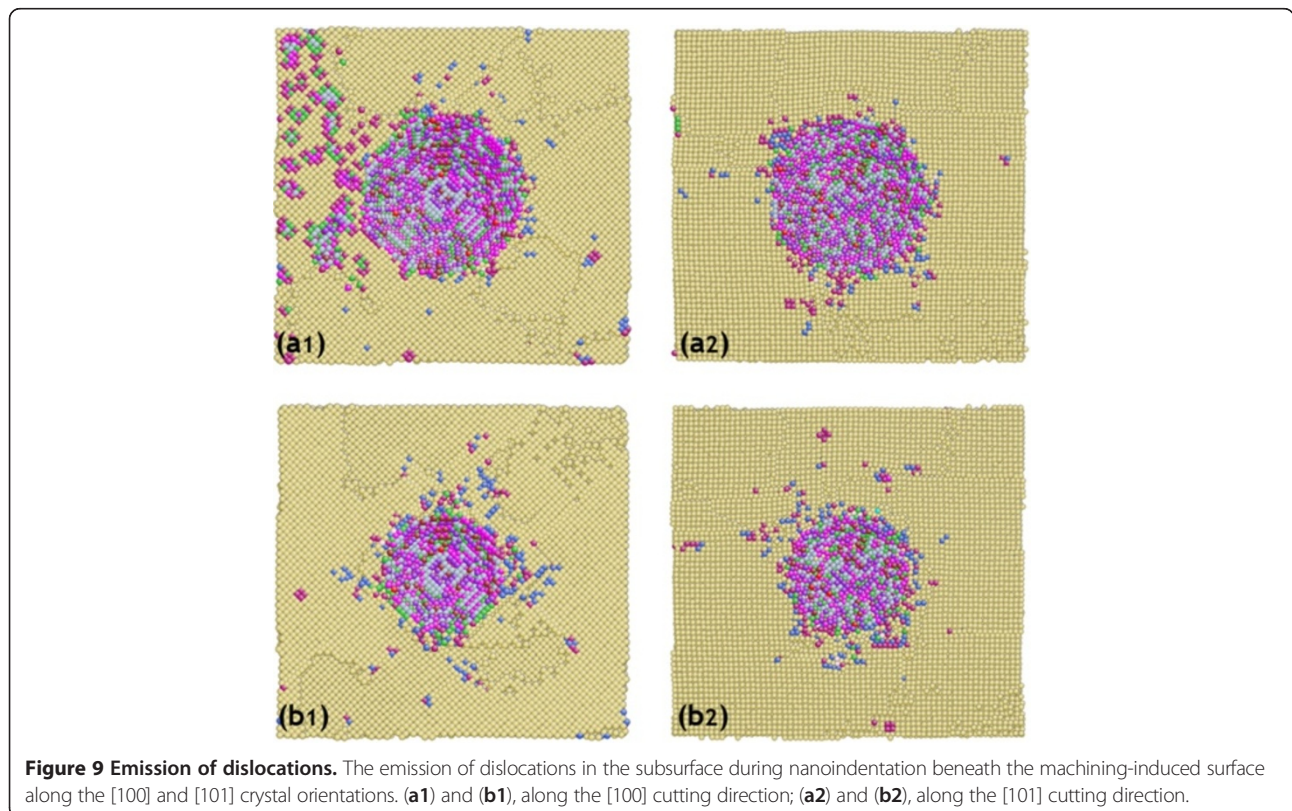 (a1)
(a2)
(b1)
(b2)
Figure 9 Emission of dislocations. The emission of dislocations in the subsurface during nanoindentation beneath the machining-induced surface
along the [100] and [101] crystal orientations. (a1) and (b1), along the [100] cutting direction; (a2) and (b2), along the [101] cutting direction.